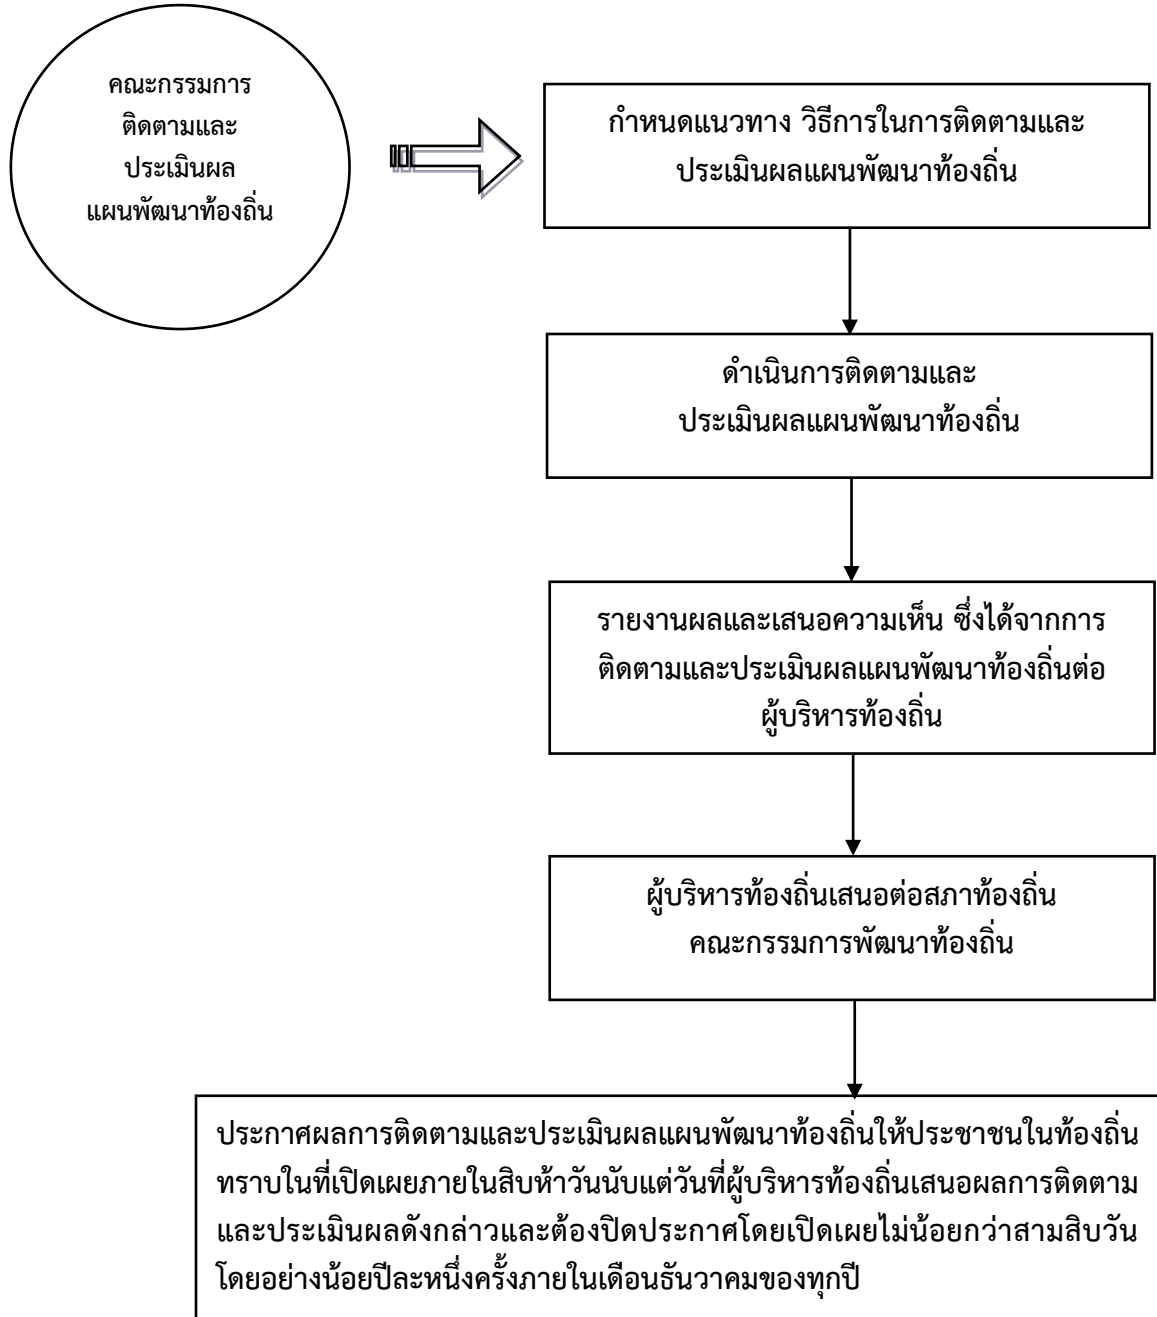 คณะกรรมการ
ติดตามและ
ประเมินผล
แผนพัฒนาท้องถิ่น
กำหนดแนวทาง วิธีการในการติดตามและ
ประเมินผลแผนพัฒนาท้องถิ่น
ดำเนินการติดตามและ
ประเมินผลแผนพัฒนาท้องถิ่น
รายงานผลและเสนอความเห็น ซึ่งได้จากการ
ติดตามและประเมินผลแผนพัฒนาท้องถิ่นต่อ
ผู้บริหารท้องถิ่น
ผู้บริหารท้องถิ่นเสนอต่อสภาท้องถิ่น
คณะกรรมการพัฒนาท้องถิ่น
ประกาศผลการติดตามและประเมินผลแผนพัฒนาท้องถิ่นให้ประชาชนในท้องถิ่น
ทราบในที่เปิดเผยภายในสิบห้าวันนับแต่วันที่ผู้บริหารท้องถิ่นเสนอผลการติดตาม
และประเมินผลดังกล่าวและต้องปิดประกาศโดยเปิดเผยไม่น้อยกว่าสามสิบวัน
โดยอย่างน้อยปีละหนึ่งครั้งภายในเดือนธันวาคมของทุกปี